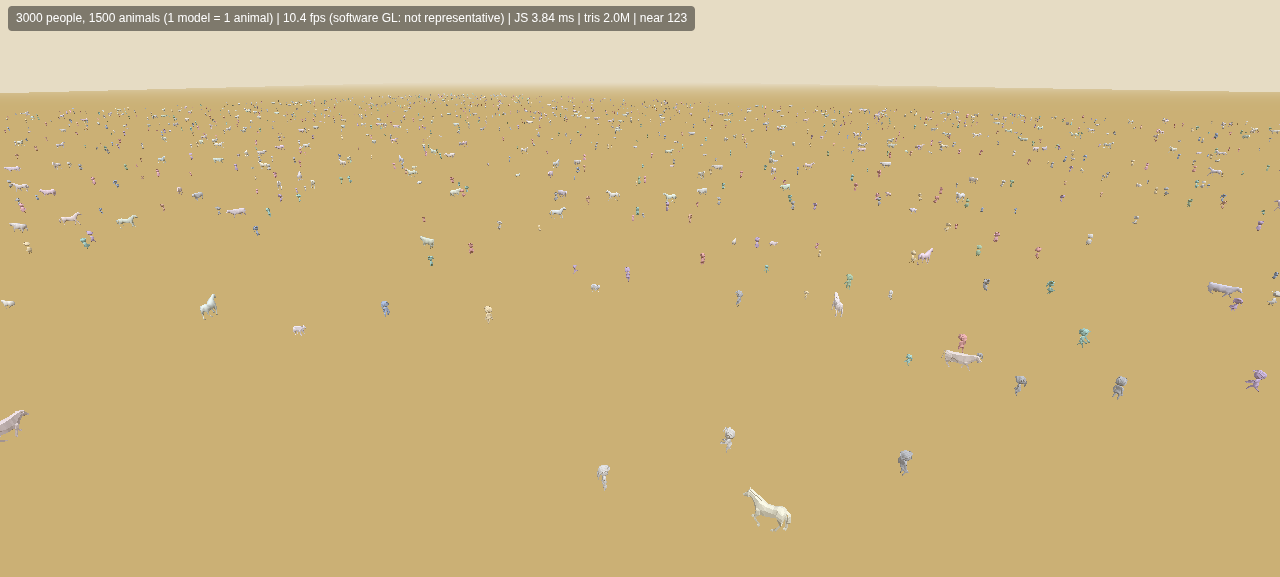 3000 people, 1500 animals (1 model = 1 animal) | 10.4 fps (software GL: not representative) | JS 3.84 ms | tris 2.0M | near 123